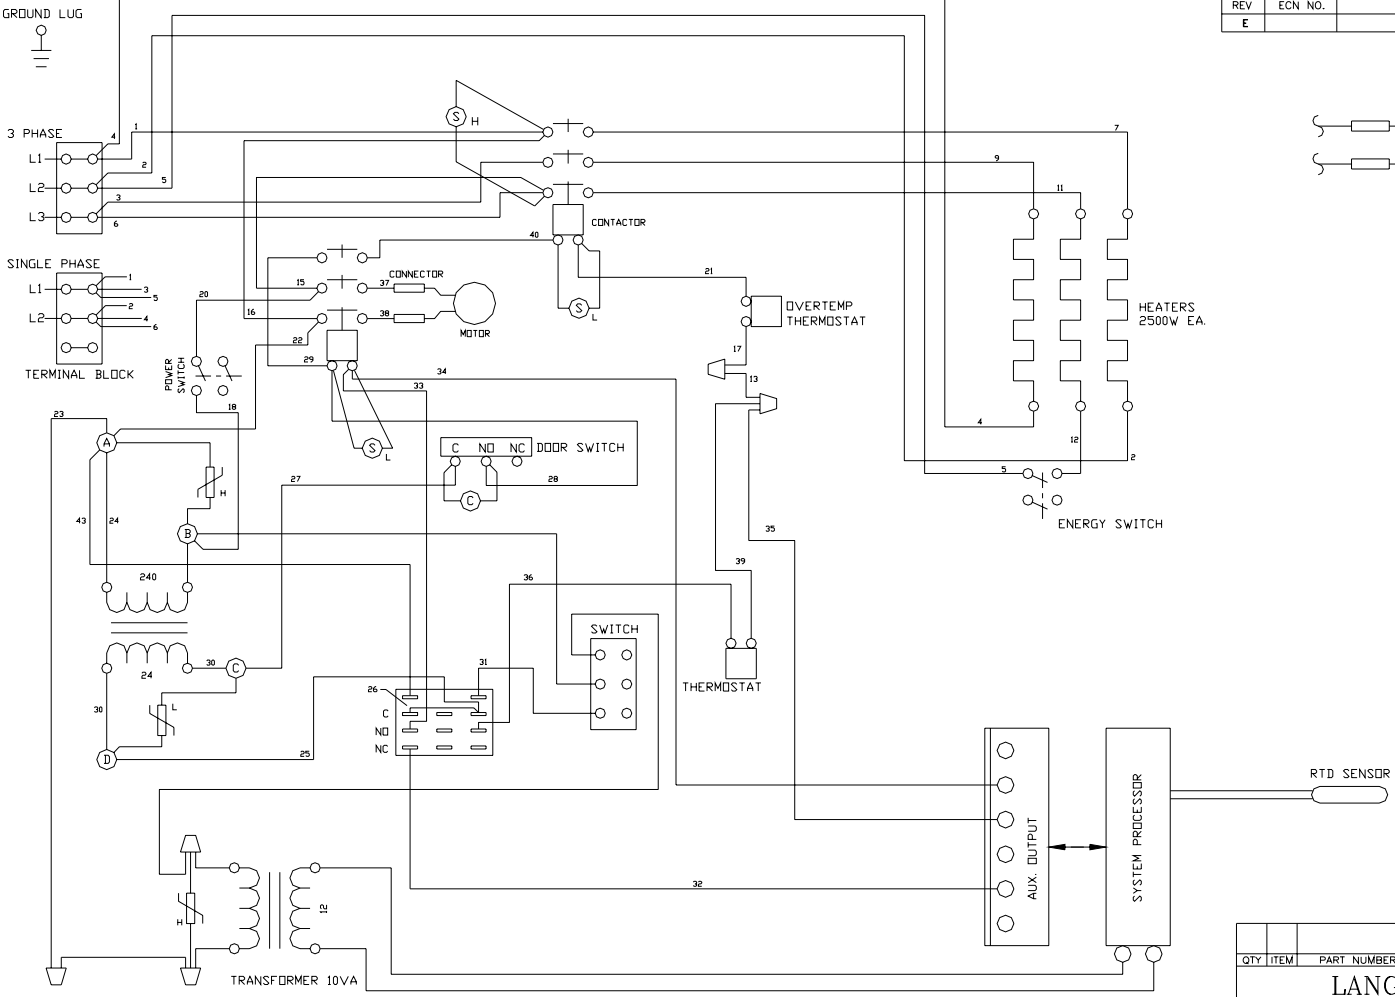 GROUND LUG
REV ECN NO.
E
3 PHASE
L1
L2
L3
4
1
2
5
3
6
S H
7
9
11
CONTACTOR
40
SINGLE PHASE
L1
L2
1
3
5
2
4
6
TERMINAL BLOCK
20
15
16
CONNECTOR
37
38
MOTOR
22
29
S L
21
OVERTEMP
THERMOSTAT
17
13
HEATERS
2500W EA.
POWER
SWITCH
18
33
34
S L
23
A
H
43
24
B
27
C NO NC DOOR SWITCH
28
C
35
39
36
4
12
2
5
ENERGY SWITCH
240
24
30
C
30
L
D
25
26
C
NO
NC
31
SWITCH
THERMOSTAT
32
AUX. OUTPUT
SYSTEM PROCESSOR
RTD SENSOR
H
12
TRANSFORMER 10VA
QTY ITEM PART NUMBER
LANG